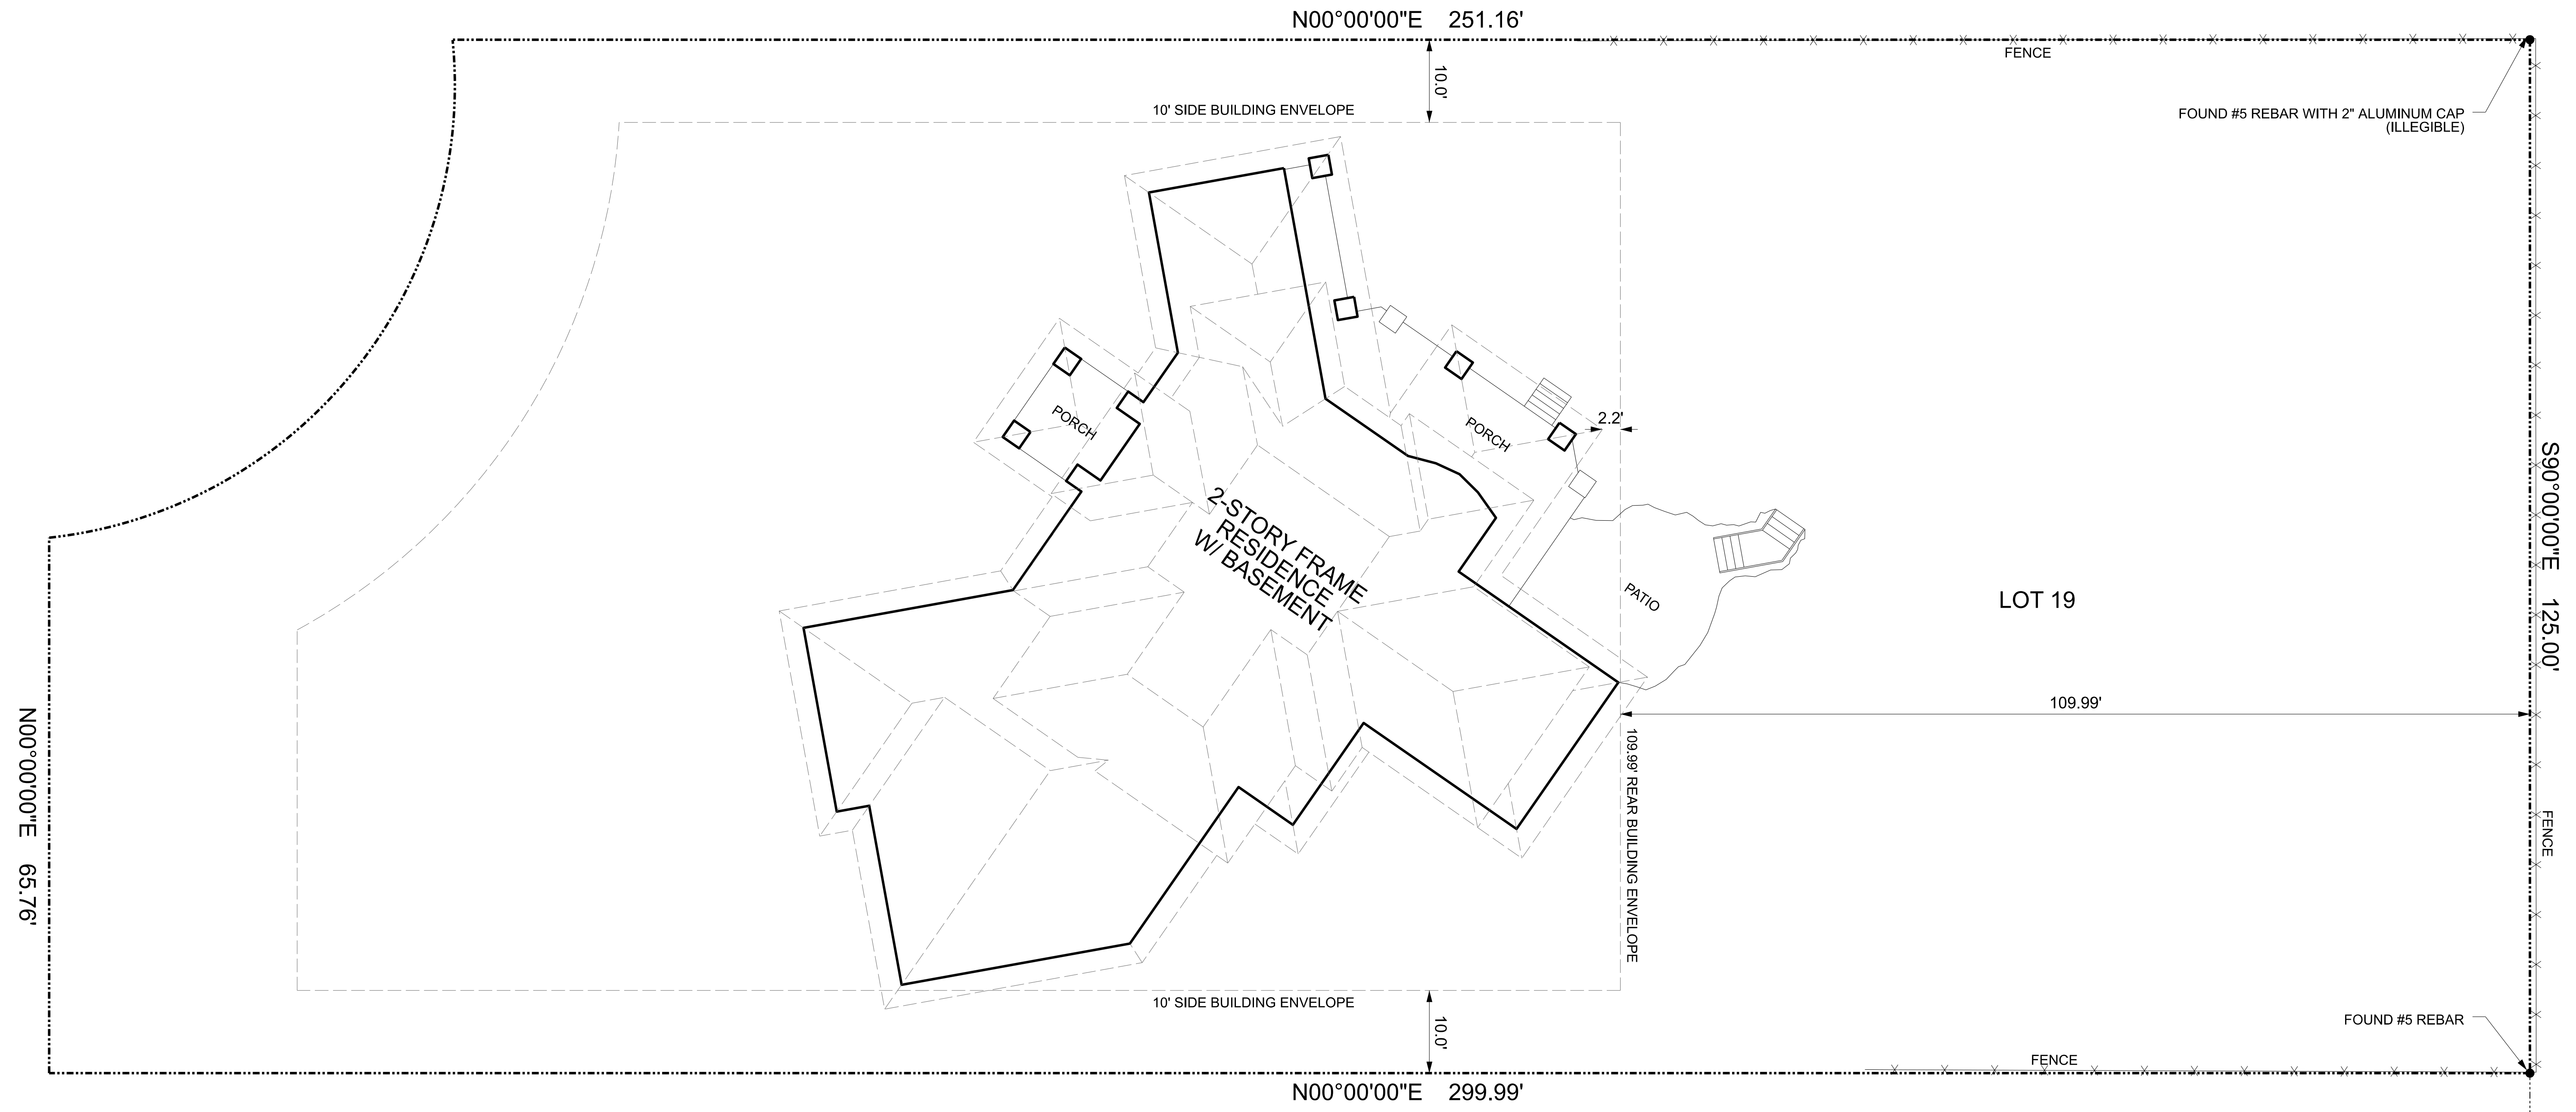 N00°00'00"E 251.16'
FENCE
10.0'
10' SIDE BUILDING ENVELOPE
FOUND #5 REBAR WITH 2" ALUMINUM CAP
(ILLEGIBLE)
PORCH
PORCH
2.2'
2-STORY FRAME
RESIDENCE
W/ BASEMENT
PATIO
LOT 19
S90°00'00"E 125.00'
109.99'
109.99' REAR BUILDING ENVELOPE
FENCE
N00°00'00"E 65.76'
10' SIDE BUILDING ENVELOPE
10.0'
FOUND #5 REBAR
FENCE
N00°00'00"E 299.99'